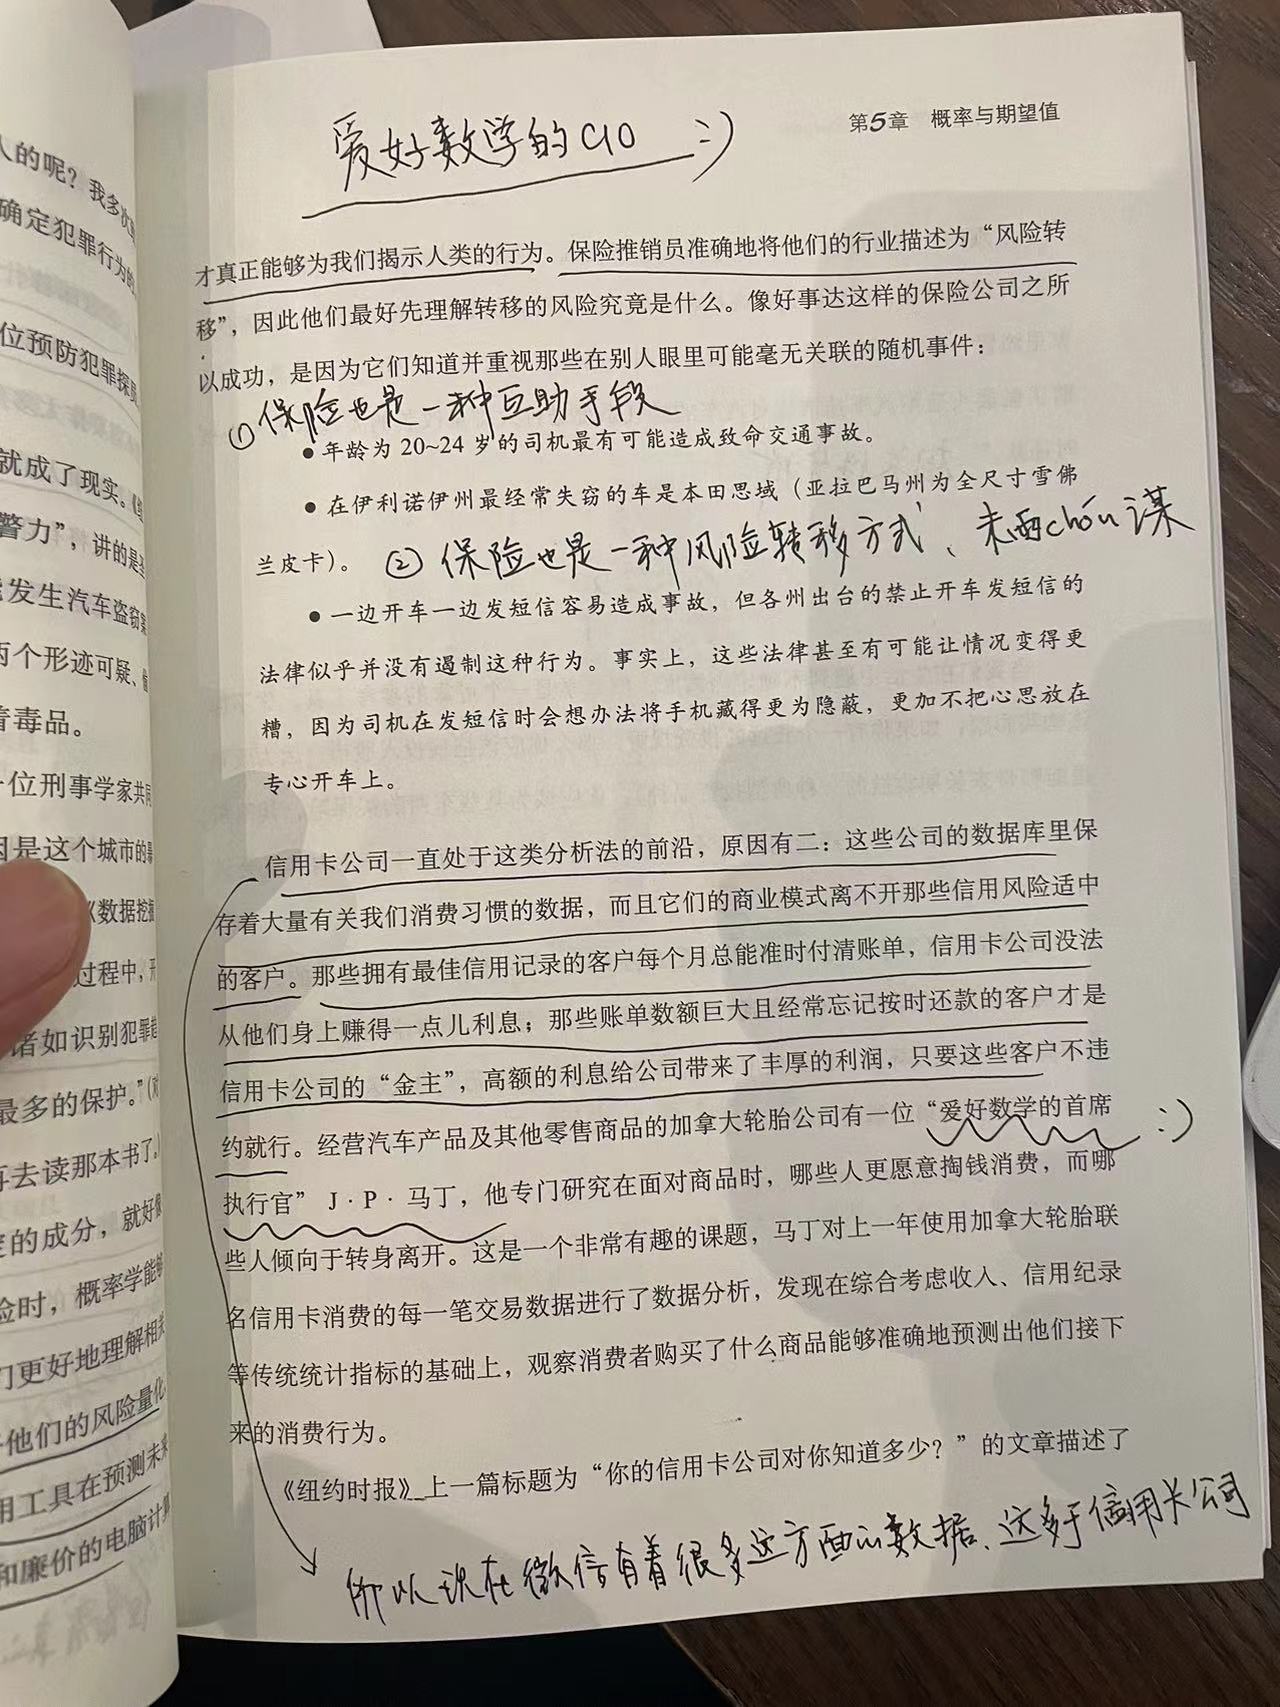 第5章 概率与期望值
爱好数学的CIO :)
才真正能够为我们揭示人类的行为。保险推销员准确地将他们的行业描述为“风险转
移”，因此他们最好先理解转移的风险究竟是什么。像好事达这样的保险公司之所
以成功，是因为它们知道并重视那些在别人眼里可能毫无关联的随机事件：
①保险也是一种互助手段
●年龄为20~24岁的司机最有可能造成致命交通事故。
●在伊利诺伊州最经常失窃的车是本田思域（亚拉巴马州为全尺寸雪佛
兰皮卡）。
②保险也是一种风险转移方式、未雨chóu谋
●一边开车一边发短信容易造成事故，但各州出台的禁止开车发短信的
法律似乎并没有遏制这种行为。事实上，这些法律甚至有可能让情况变得更
糟，因为司机在发短信时会想办法将手机藏得更为隐蔽，更加不把心思放在
专心开车上。
信用卡公司一直处于这类分析法的前沿，原因有二：这些公司的数据库里保
存着大量有关我们消费习惯的数据，而且它们的商业模式离不开那些信用风险适中
的客户。那些拥有最佳信用记录的客户每个月总能准时付清账单，信用卡公司没法
从他们身上赚得一点儿利息；那些账单数额巨大且经常忘记按时还款的客户才是
信用卡公司的“金主”，高额的利息给公司带来了丰厚的利润，只要这些客户不违
约就行。经营汽车产品及其他零售商品的加拿大轮胎公司有一位“爱好数学的首席
:)
执行官” J·P·马丁，他专门研究在面对商品时，哪些人更愿意掏钱消费，而哪
些人倾向于转身离开。这是一个非常有趣的课题，马丁对上一年使用加拿大轮胎联
名信用卡消费的每一笔交易数据进行了数据分析，发现在综合考虑收入、信用纪录
等传统统计指标的基础上，观察消费者购买了什么商品能够准确地预测出他们接下
来的消费行为。
《纽约时报》上一篇标题为“你的信用卡公司对你知道多少？”的文章描述了
所以现在微信有着很多这方面的数据、远多于信用卡公司
人的呢？我多次
确定犯罪行为的
位预防犯罪探员
就成了现实。
警力”，讲的是
发生汽车盗窃案
两个形迹可疑、
着毒品。
位刑事学家共同
因是这个城市的
《数据挖掘
过程中，
诸如识别犯罪
最多的保护。”
再去读那本书了。
定的成分，就好像
险时，概率学能够
们更好地理解相关
他们的风险量化
用工具在预测未来
和廉价的电脑计算